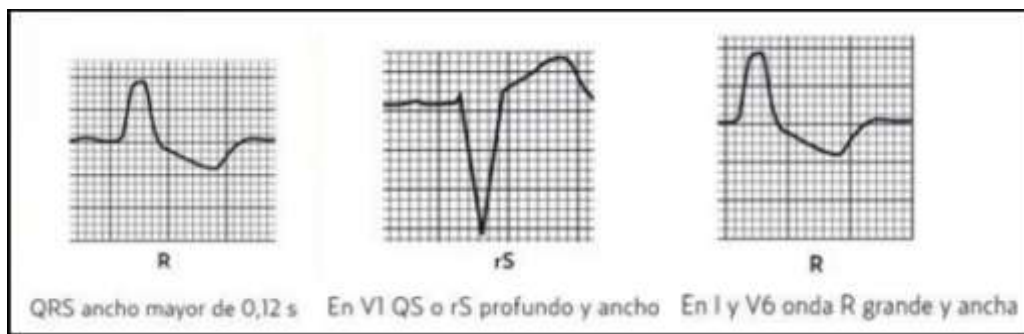 R
rS
R
QRS ancho mayor de 0,12 s
En V1 QS o rS profundo y ancho
En I y V6 onda R grande y ancha